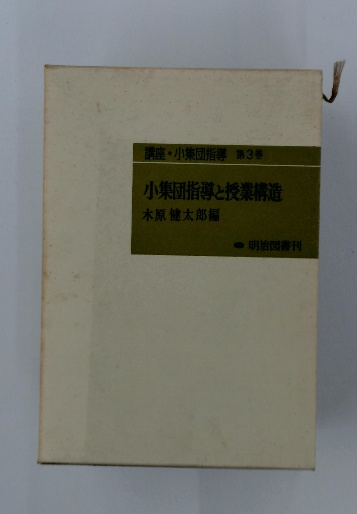 講座・小集団指導 第3巻
小集団指導と授業構造
木原健太郎編
明治図書刊